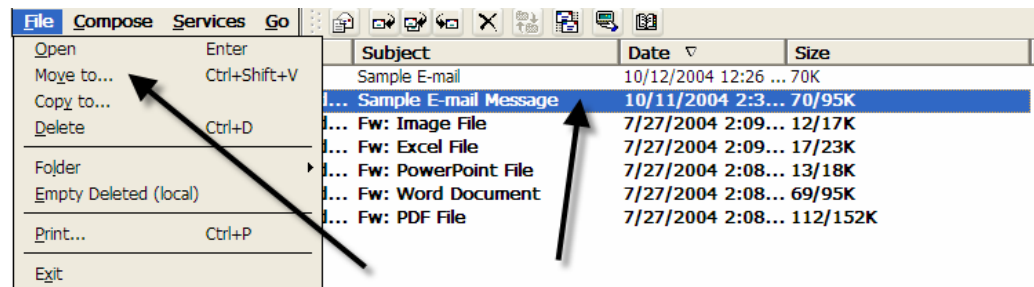 File Compose Services Go
Open Enter
Subject Date Size
Move to... Ctrl+Shift+V
Sample E-mail 10/12/2004 12:26 ... 70K
Copy to...
... Sample E-mail Message 10/11/2004 2:3... 70/95K
Delete Ctrl+D
d... Fw: Image File 7/27/2004 2:09... 12/17K
d... Fw: Excel File 7/27/2004 2:09... 17/23K
Folder
d... Fw: PowerPoint File 7/27/2004 2:08... 13/18K
Empty Deleted (local)
d... Fw: Word Document 7/27/2004 2:08... 69/95K
d... Fw: PDF File 7/27/2004 2:08... 112/152K
Print... Ctrl+P
Exit